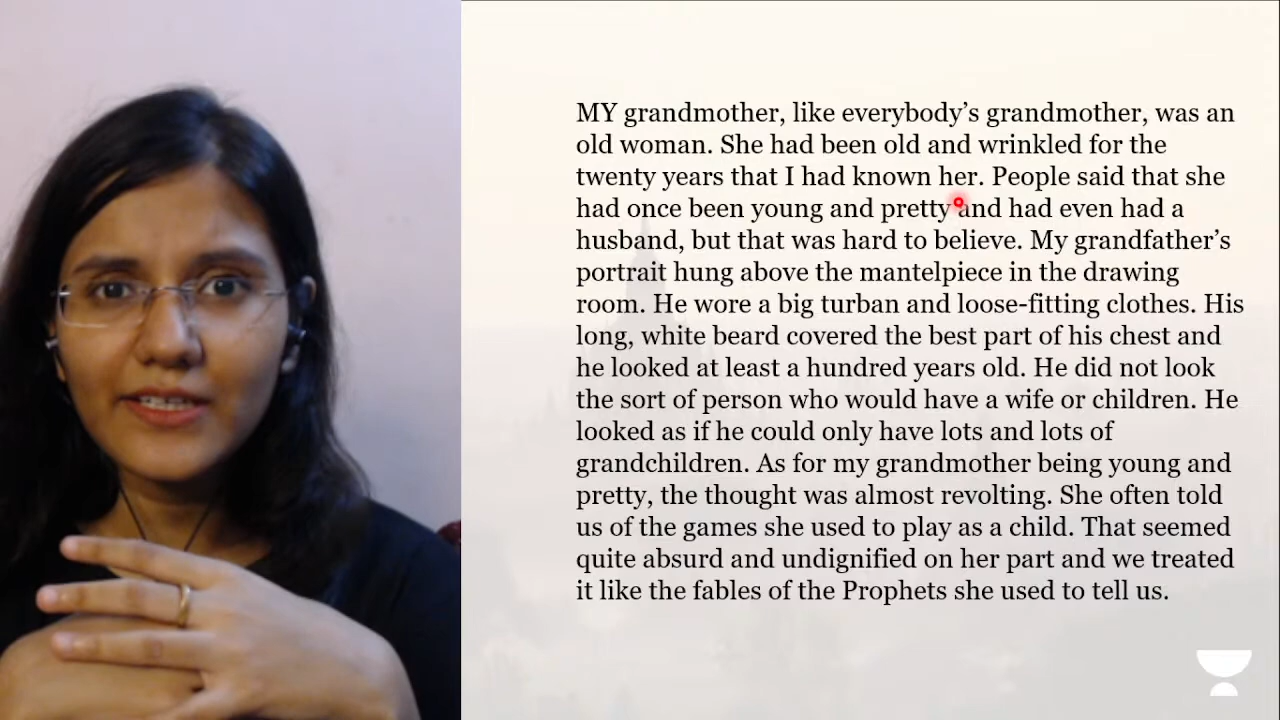 MY grandmother, like everybody’s grandmother, was an
old woman. She had been old and wrinkled for the
twenty years that I had known her. People said that she
had once been young and pretty and had even had a
husband, but that was hard to believe. My grandfather’s
portrait hung above the mantelpiece in the drawing
room. He wore a big turban and loose-fitting clothes. His
long, white beard covered the best part of his chest and
he looked at least a hundred years old. He did not look
the sort of person who would have a wife or children. He
looked as if he could only have lots and lots of
grandchildren. As for my grandmother being young and
pretty, the thought was almost revolting. She often told
us of the games she used to play as a child. That seemed
quite absurd and undignified on her part and we treated
it like the fables of the Prophets she used to tell us.